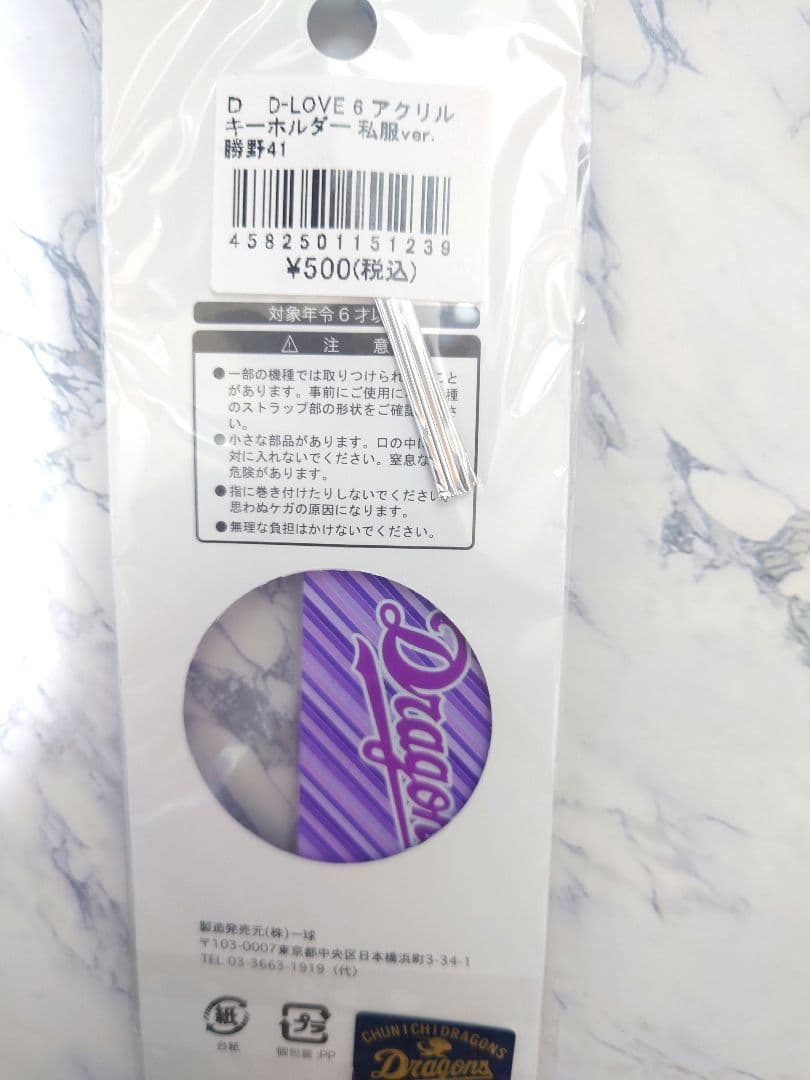 D D-LOVE 6 アクリル
キーホルダー 私服ver.
勝野41
4582501151239
¥500(税込)
対象年令6才以
⚠ 注 意
●一部の機種では取りつけられ こと
があります。事前にご使用に 種
のストラップ部の形状をご確認 さ
い。
●小さな部品があります。口の中に
対に入れないでください。窒息な
危険があります。
●指に巻き付けたりしないでください。
思わぬケガの原因になります。
●無理な負担はかけないでください。
Dragon
製造発売元(株)一球
〒103-0007東京都中央区日本橋浜町3-34-1
TEL 03-3663-1919（代）
紙
台紙
プラ
個包装:PP
CHUNICHI DRAGONS
Dragons